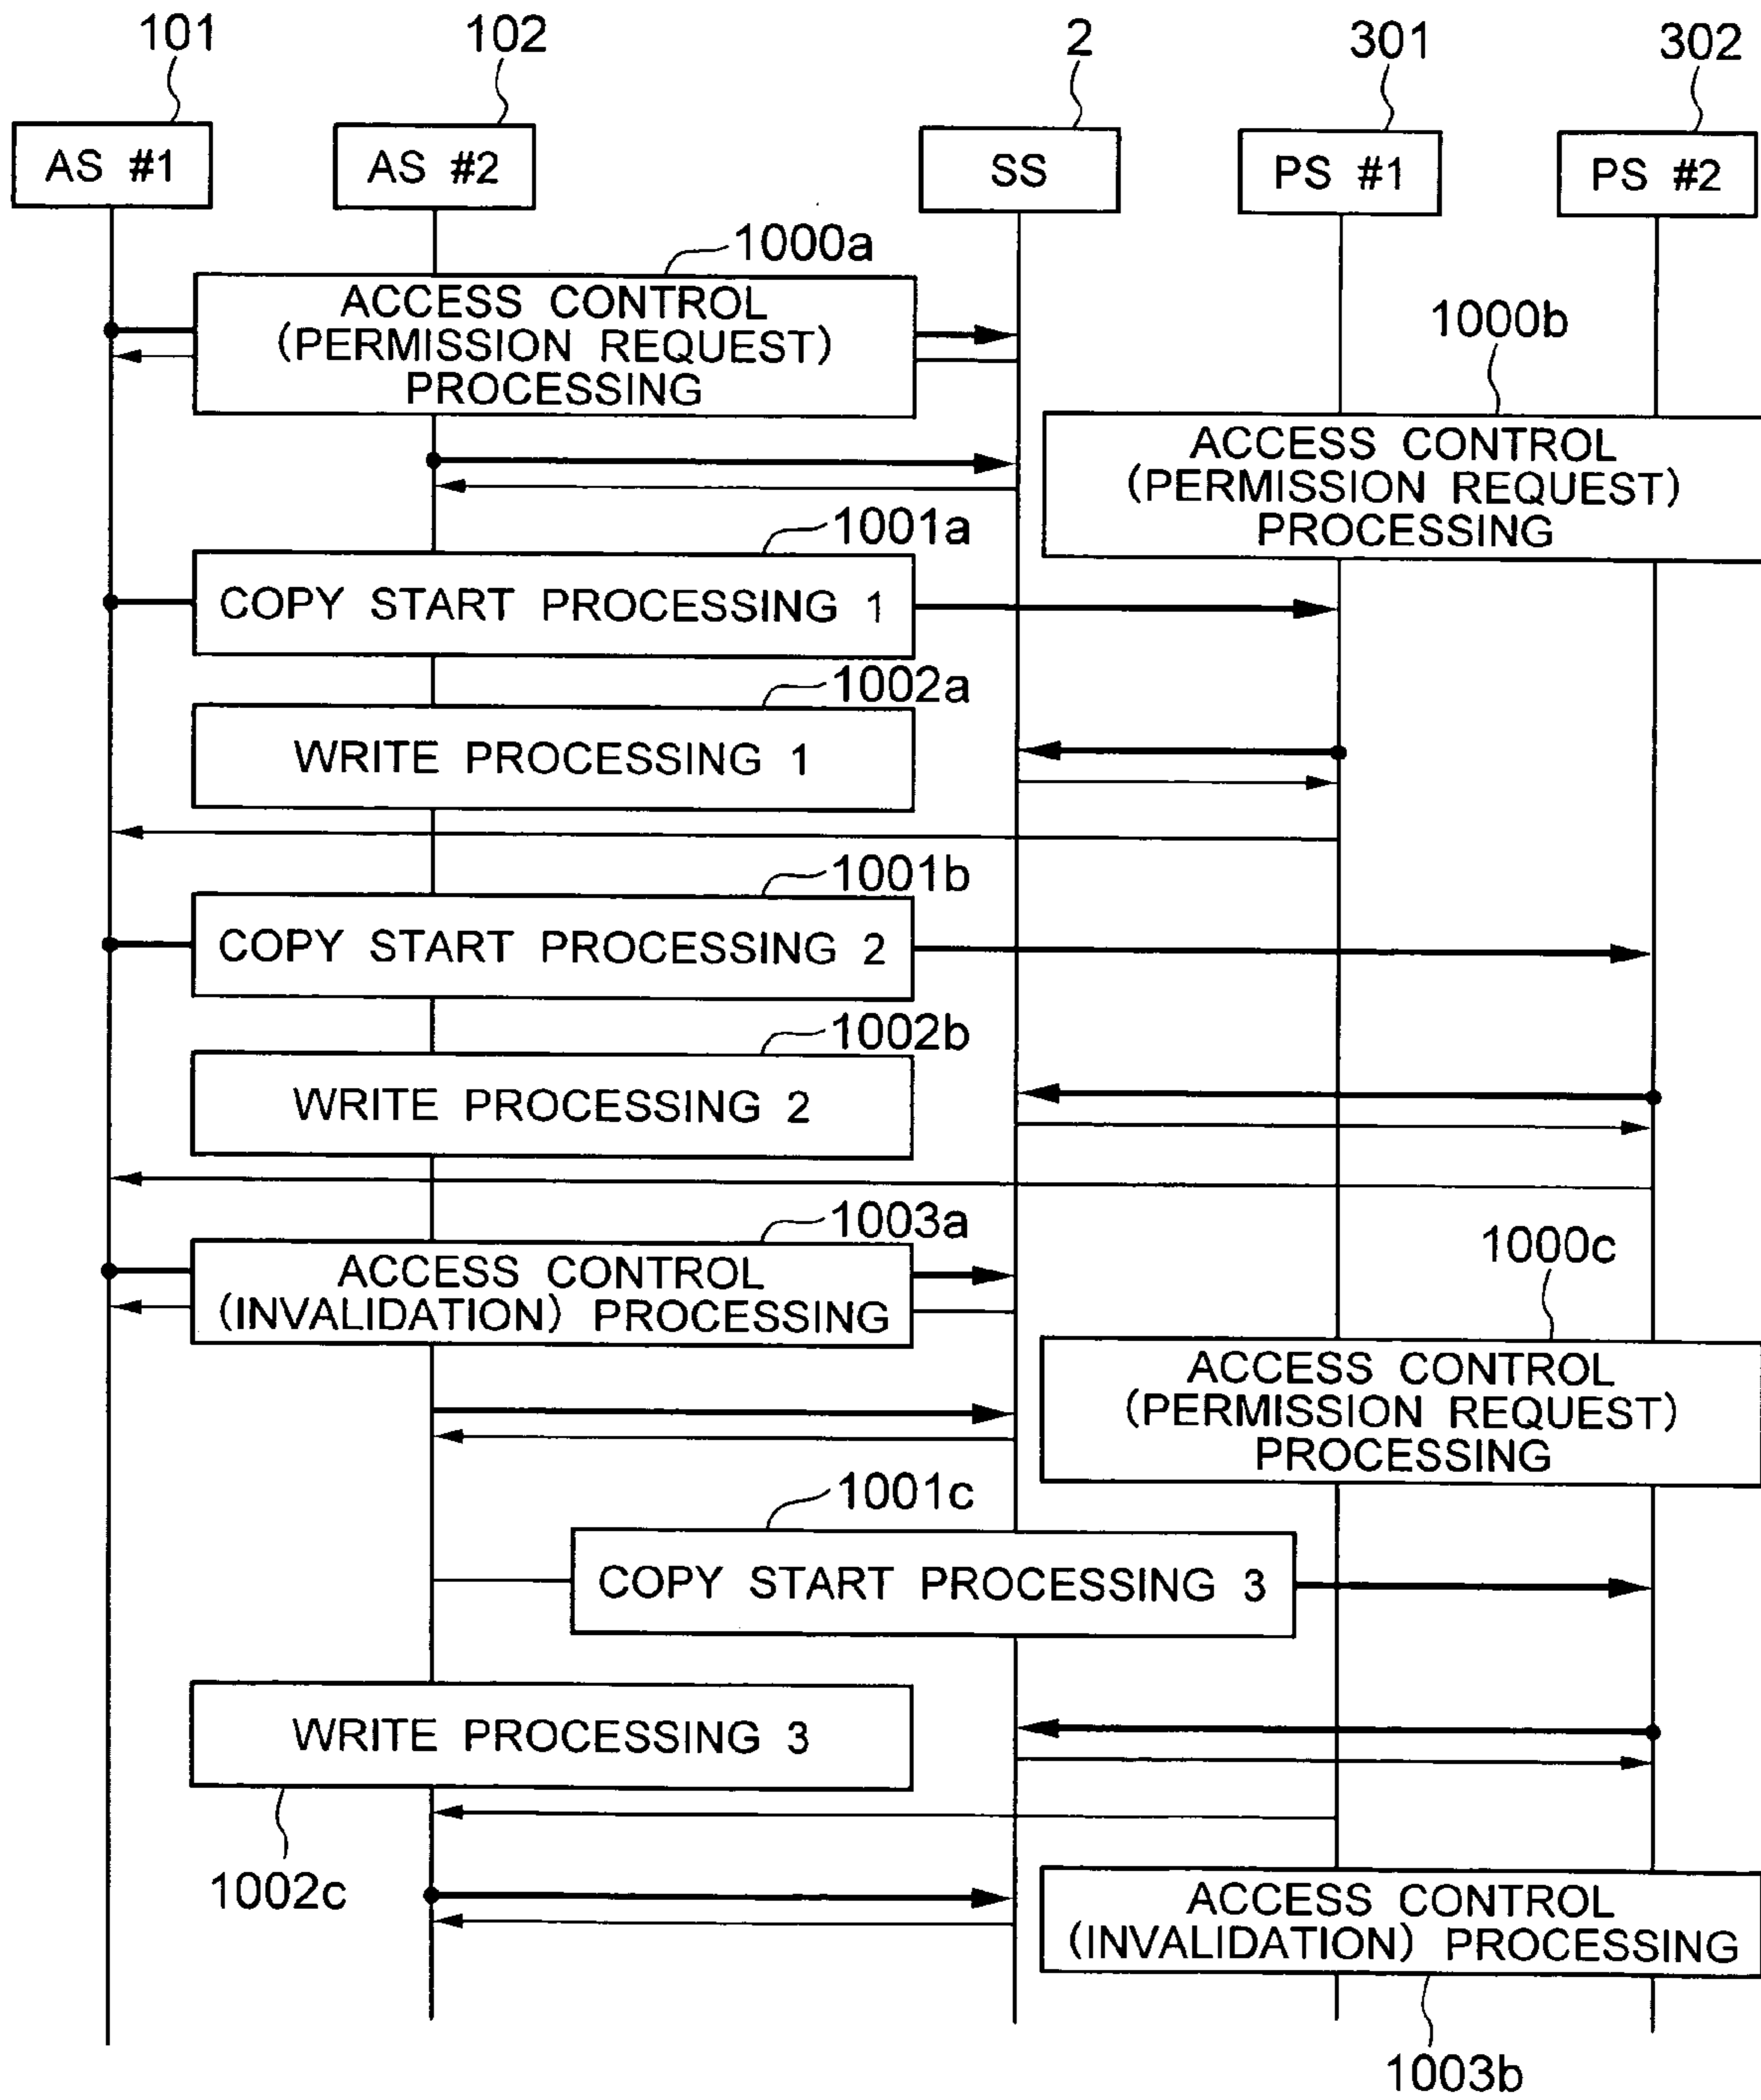 101
102
2
301
302
AS #1
AS #2
SS
PS #1
PS #2
1000a
ACCESS CONTROL
(PERMISSION REQUEST)
PROCESSING
1000b
ACCESS CONTROL
(PERMISSION REQUEST)
PROCESSING
1001a
COPY START PROCESSING 1
1002a
WRITE PROCESSING 1
1001b
COPY START PROCESSING 2
1002b
WRITE PROCESSING 2
1003a
ACCESS CONTROL
(INVALIDATION) PROCESSING
1000c
ACCESS CONTROL
(PERMISSION REQUEST)
PROCESSING
1001c
COPY START PROCESSING 3
WRITE PROCESSING 3
1002c
ACCESS CONTROL
(INVALIDATION) PROCESSING
1003b